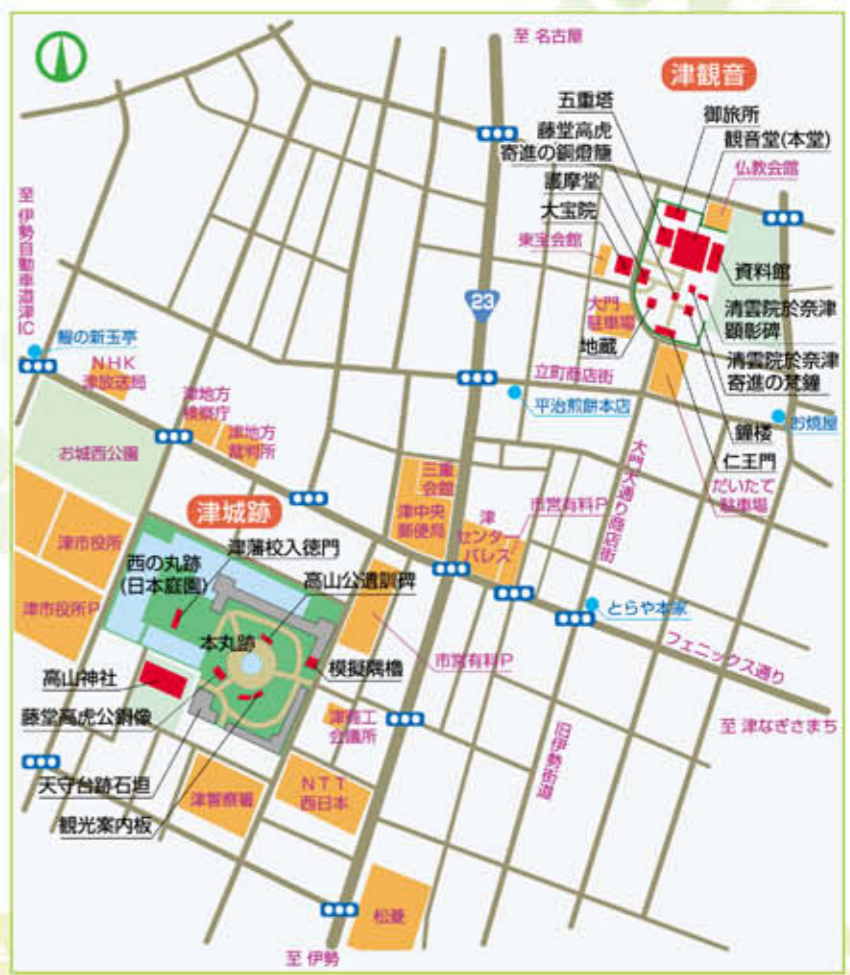 至 名古屋
津観音
五重塔
御旅所
藤堂高虎
寄進の銅燈籠
観音堂(本堂)
護摩堂
仏教会館
大宝院
東宝会館
至 伊勢自動車道津IC
資料館
23
大門
駐車場
清雲院於奈津
顕彰碑
鰻の新玉亭
地蔵
NHK
津放送局
立町商店街
清雲院於奈津
寄進の梵鐘
平治煎餅本店
津地方
検察庁
お焼屋
津地方
裁判所
鐘楼
お城西公園
大門大通り商店街
仁王門
三重
会館
だいたて
駐車場
津城跡
津中央
郵便局
津
センター
パレス
市営有料P
津市役所
津藩校入徳門
西の丸跡
(日本庭園)
高山公遺訓碑
津市役所P
とらや本家
本丸跡
フェニックス通り
模擬隅櫓
市営有料P
高山神社
藤堂高虎公銅像
津商工
会議所
至 津なぎさまち
旧伊勢街道
天守台跡石垣
NTT
西日本
津警察署
観光案内板
松菱
至 伊勢